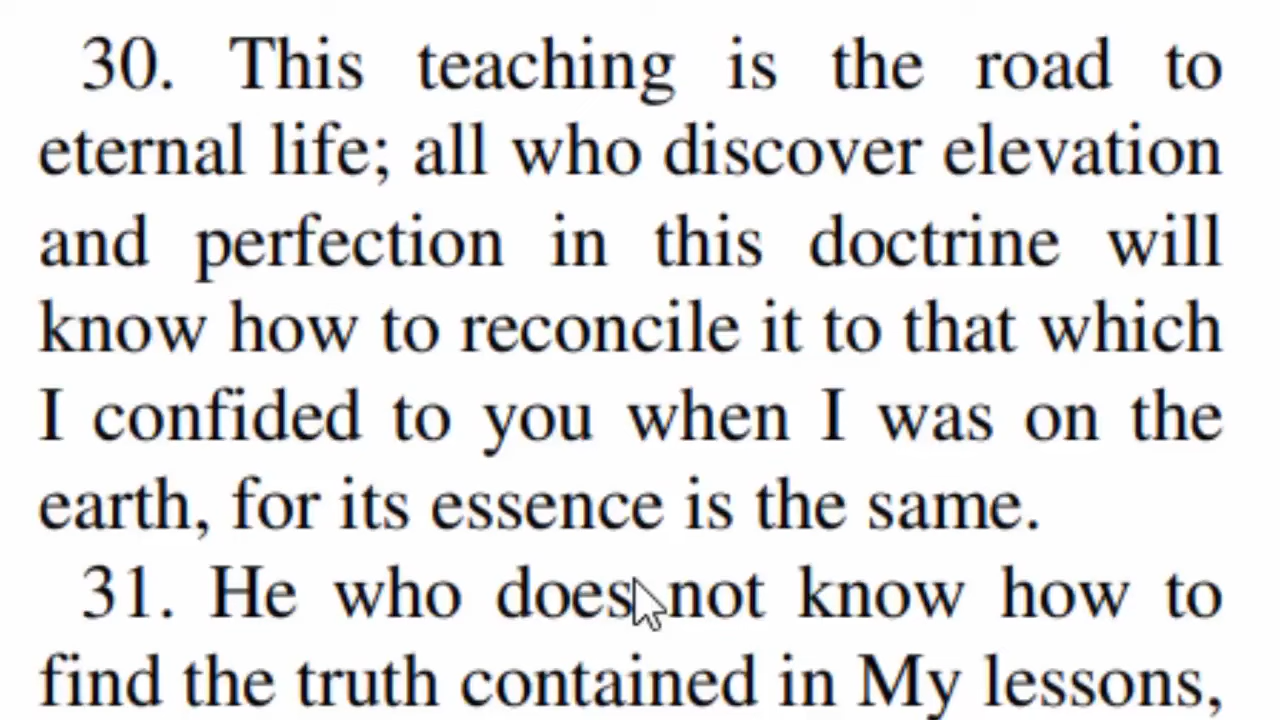 30. This teaching is the road to
eternal life; all who discover elevation
and perfection in this doctrine will
know how to reconcile it to that which
I confided to you when I was on the
earth, for its essence is the same.
31. He who does not know how to
find the truth contained in My lessons,